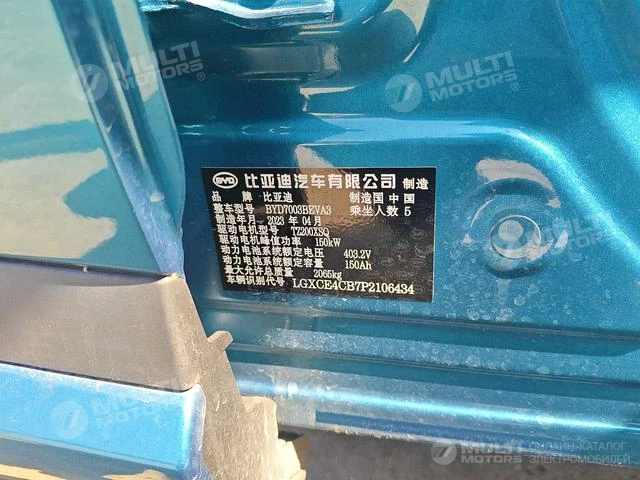 MULTI MOTORS
MULTI MOTORS
BYD 比亚迪汽车有限公司 制造
品 牌 比亚迪 制造国 中国
整车型号 BYD7003BEVA3 乘坐人数 5
制造年月 2023 年 04 月
驱动电机型号 TZ200XSQ
驱动电机峰值功率 150kW
动力电池系统额定电压 403.2V
动力电池系统额定容量 150Ah
最大允许总质量 2065kg
车辆识别代号 LGXCE4CB7P2106434
MULTI MOTORS
MULTI MOTORS ОНЛАЙН-КАТАЛОГ ЭЛЕКТРОМОБИЛЕЙ